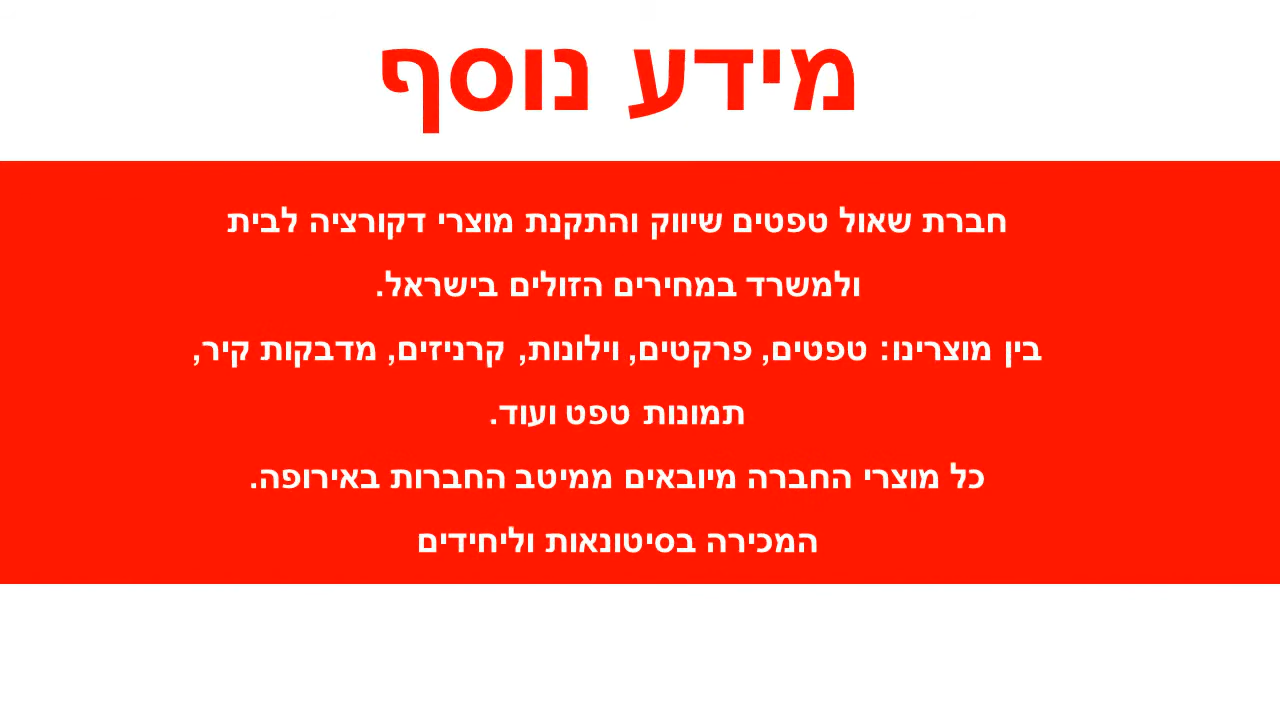 מידע נוסף
חברת שאול טפטים שיווק והתקנת מוצרי דקורציה לבית
ולמשרד במחירים הזולים בישראל.
בין מוצרינו: טפטים, פרקטים, וילונות, קרניזים, מדבקות קיר,
תמונות טפט ועוד.
כל מוצרי החברה מיובאים ממיטב החברות באירופה.
המכירה בסיטונאות וליחידים